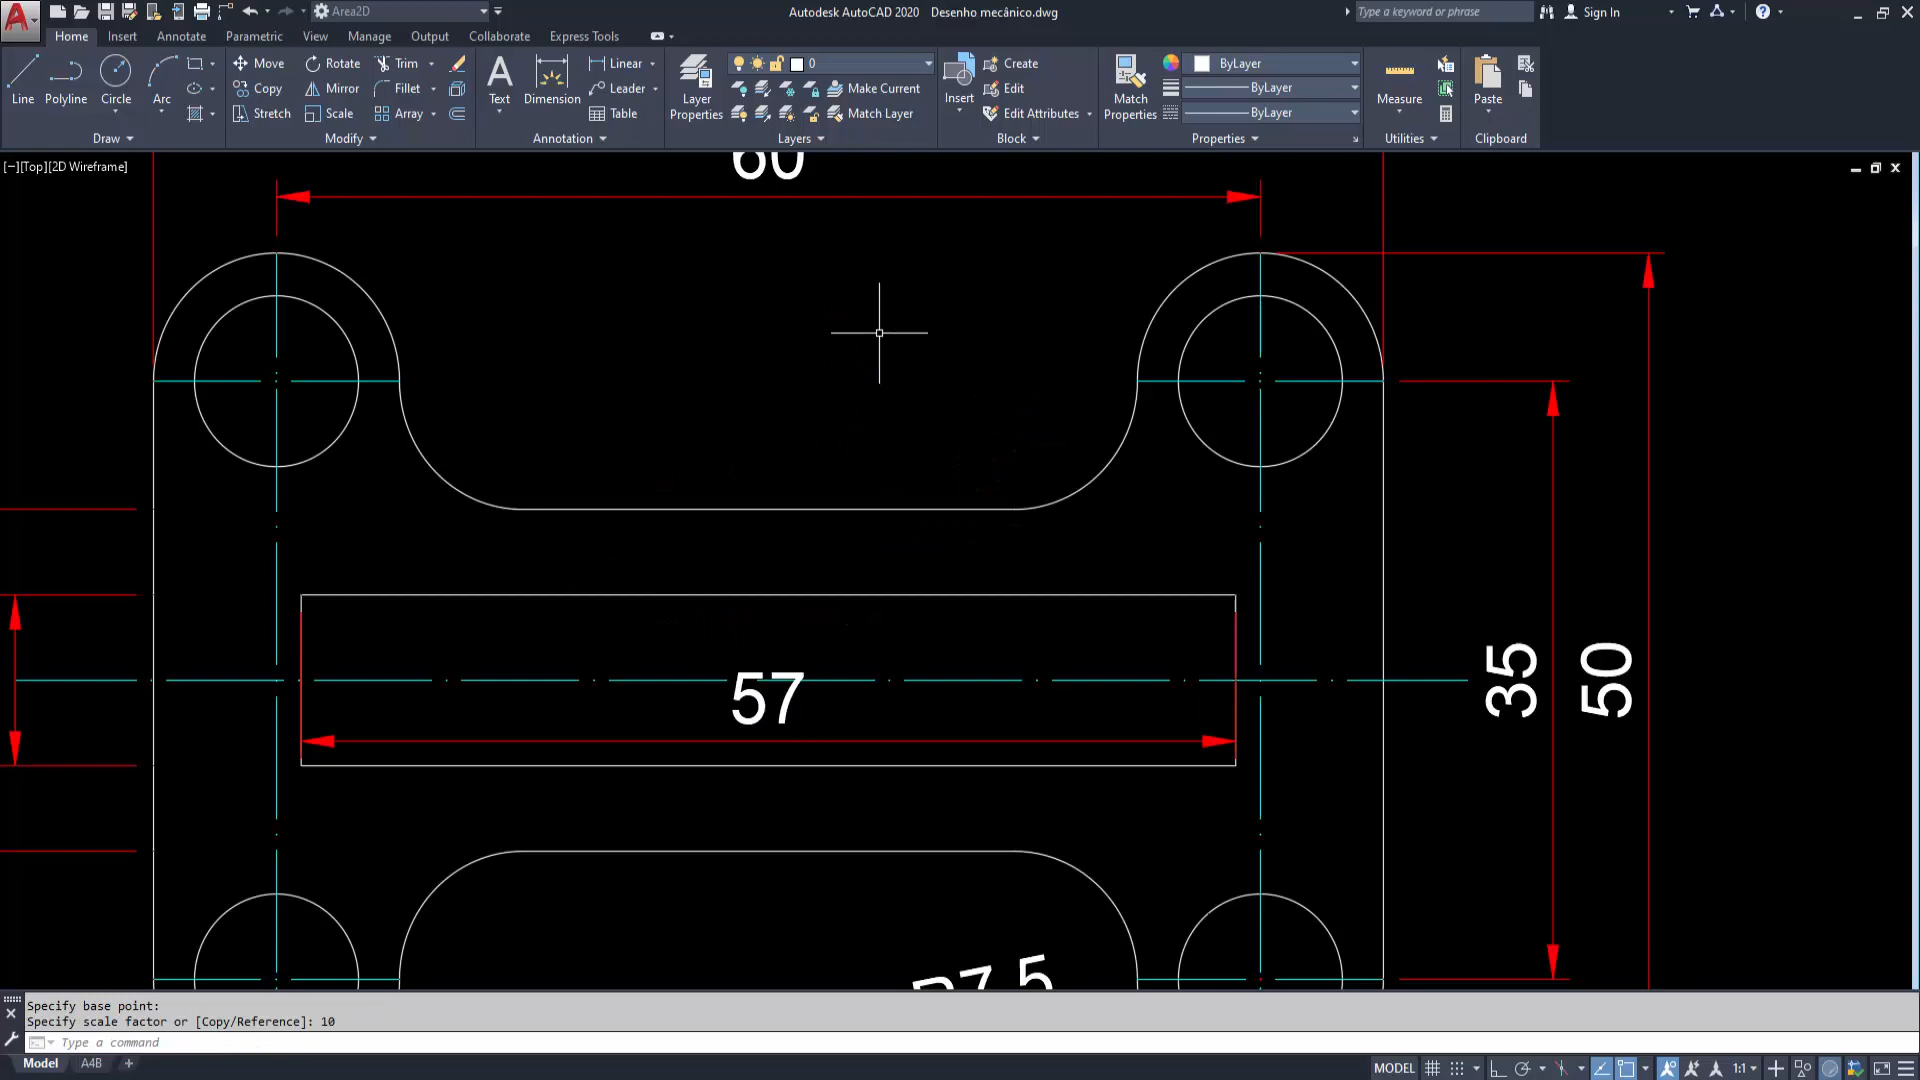 Area2D
Autodesk AutoCAD 2020 Desenho mecânico.dwg
Type a keyword or phrase
Sign In
Home Insert Annotate Parametric View Manage Output Collaborate Express Tools
Line Polyline Circle Arc
Move Rotate Trim
Copy Mirror Fillet
Stretch Scale Array
Text Dimension
Linear
Leader
Table
Layer Properties
0
Make Current
Match Layer
Insert
Create
Edit
Edit Attributes
Match Properties
ByLayer
ByLayer
ByLayer
Measure
Paste
Draw Modify Annotation Layers Block Properties Utilities Clipboard
[−][Top][2D Wireframe]
60
57
35
50
R7,5
Specify base point:
Specify scale factor or [Copy/Reference]: 10
Type a command
Model A4B +
MODEL 1:1